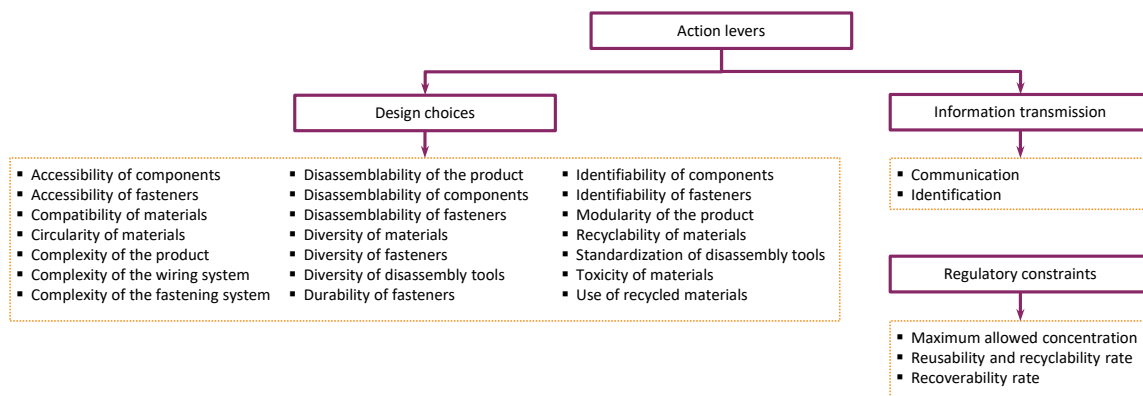 Action levers
Design choices
Information transmission
▪ Accessibility of components
▪ Accessibility of fasteners
▪ Compatibility of materials
▪ Circularity of materials
▪ Complexity of the product
▪ Complexity of the wiring system
▪ Complexity of the fastening system
▪ Disassemblability of the product
▪ Disassemblability of components
▪ Disassemblability of fasteners
▪ Diversity of materials
▪ Diversity of fasteners
▪ Diversity of disassembly tools
▪ Durability of fasteners
▪ Identifiability of components
▪ Identifiability of fasteners
▪ Modularity of the product
▪ Recyclability of materials
▪ Standardization of disassembly tools
▪ Toxicity of materials
▪ Use of recycled materials
▪ Communication
▪ Identification
Regulatory constraints
▪ Maximum allowed concentration
▪ Reusability and recyclability rate
▪ Recoverability rate